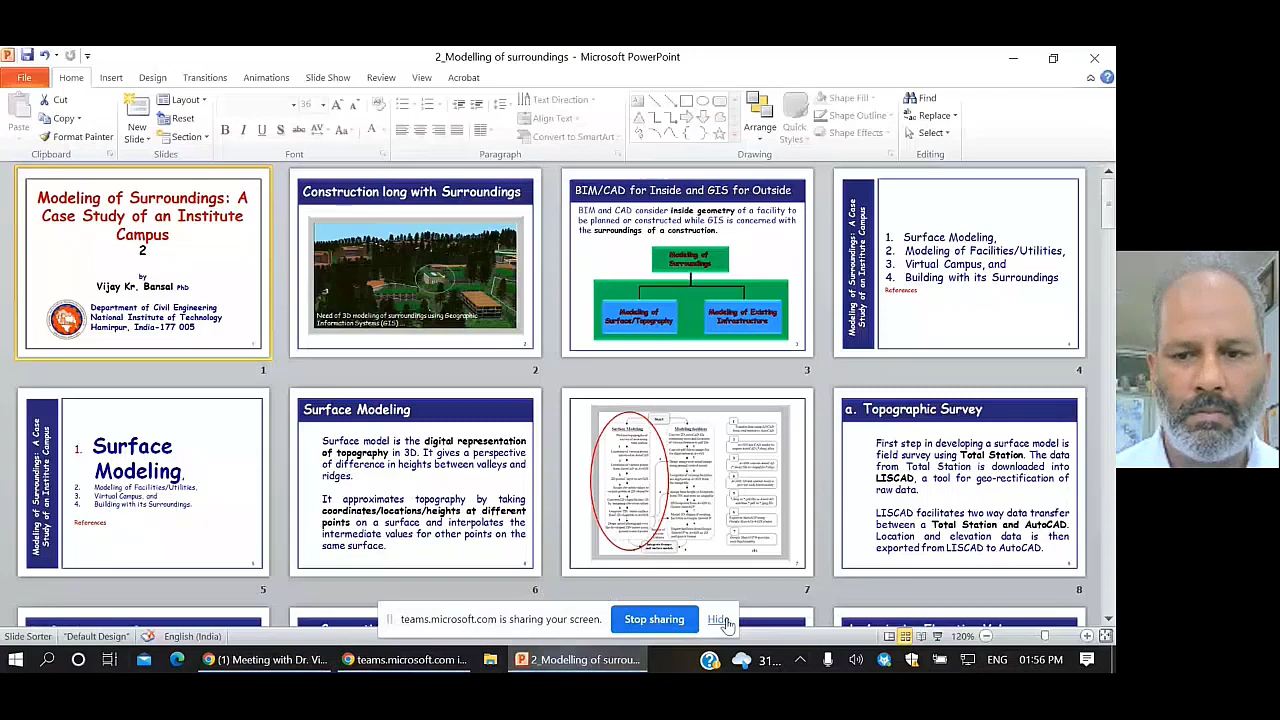 2_Modelling of surroundings - Microsoft PowerPoint
File
Home
Insert
Design
Transitions
Animations
Slide Show
Review
View
Acrobat
Paste
Cut
Copy
Format Painter
Clipboard
New
Slide
Layout
Reset
Section
Slides
36
Font
Text Direction
Align Text
Convert to SmartArt
Paragraph
Arrange
Quick
Styles
Shape Fill
Shape Outline
Shape Effects
Drawing
Find
Replace
Select
Editing
Modeling of Surroundings: A
Case Study of an Institute
Campus
2
by
Vijay Kr. Bansal PhD
Department of Civil Engineering
National Institute of Technology
Hamirpur, India-177 005
1
Construction long with Surroundings
Need of 3D modeling of surroundings using Geographic
Information Systems (GIS)...
2
2
BIM/CAD for Inside and GIS for Outside
BIM and CAD consider inside geometry of a facility to
be planned or constructed while GIS is concerned with
the surroundings of a construction.
Modeling of
Surroundings
Modeling of
Surface/Topography
Modeling of Existing
Infrastructure
3
3
Modeling of Surroundings: A Case
Study of an Institute Campus
1. Surface Modeling,
2. Modeling of Facilities/Utilities,
3. Virtual Campus, and
4. Building with its Surroundings
References
4
4
Modeling of Surroundings: A Case
Study of an Institute Campus
1. Surface
Modeling,
2. Modeling of Facilities/Utilities,
3. Virtual Campus, and
4. Building with its Surroundings.
References
5
5
Surface Modeling
Surface model is the digital representation
of topography in 3D. It gives a perspective
of difference in heights between valleys and
ridges.
It approximates topography by taking
coordinates/locations/heights at different
points on a surface and interpolates the
intermediate values for other points on the
same surface.
6
6
Start
Surface Modeling
7
7
a. Topographic Survey
First step in developing a surface model is
field survey using Total Station. The data
from Total Station is downloaded into
LISCAD, a tool for geo-rectification of
raw data.
LISCAD facilitates two way data transfer
between a Total Station and AutoCAD.
Location and elevation data is then
exported from LISCAD to AutoCAD.
8
8
teams.microsoft.com is sharing your screen.
Stop sharing
Hide
Slide Sorter
"Default Design"
English (India)
120%
(1) Meeting with Dr. Vi...
teams.microsoft.com i...
2_Modelling of surrou...
31...
ENG
01:56 PM